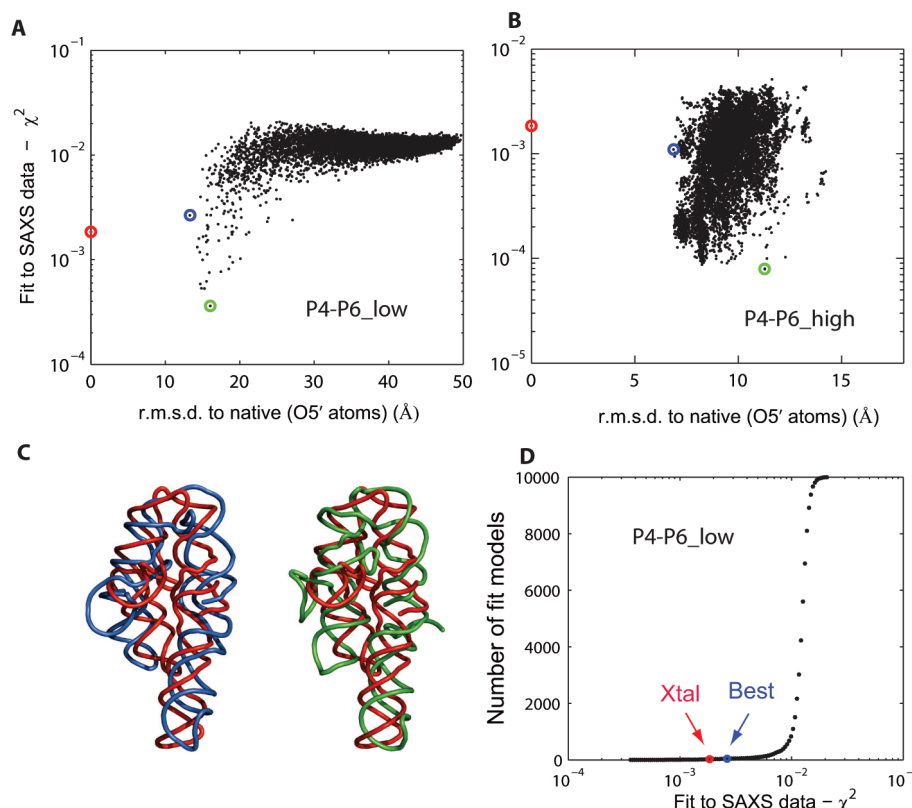 A
10⁻¹
10⁻²
10⁻³
10⁻⁴
Fit to SAXS data – χ²
P4-P6_low
0 10 20 30 40 50
r.m.s.d. to native (O5′ atoms) (Å)
B
10⁻²
10⁻³
10⁻⁴
10⁻⁵
P4-P6_high
0 5 10 15
r.m.s.d. to native (O5′ atoms) (Å)
C
D
10000
8000
6000
4000
2000
0
Number of fit models
P4-P6_low
Xtal
Best
10⁻⁴ 10⁻³ 10⁻² 10⁻
Fit to SAXS data – χ²